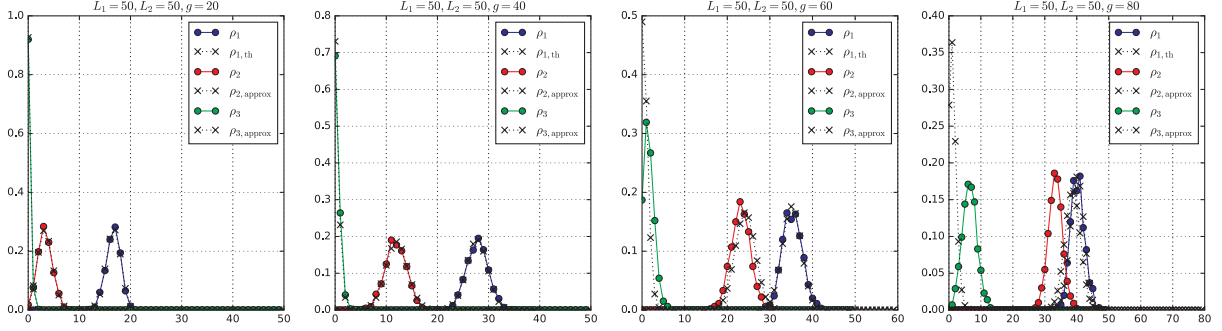 L₁ = 50, L₂ = 50, g = 20
1.0
0.8
0.6
0.4
0.2
0.0
0 10 20 30 40 50
ρ₁
ρ₁,th
ρ₂
ρ₂,approx
ρ₃
ρ₃,approx
L₁ = 50, L₂ = 50, g = 40
0.8
0.7
0.6
0.5
0.4
0.3
0.2
0.1
0.0
0 10 20 30 40 50
ρ₁
ρ₁,th
ρ₂
ρ₂,approx
ρ₃
ρ₃,approx
L₁ = 50, L₂ = 50, g = 60
0.5
0.4
0.3
0.2
0.1
0.0
0 10 20 30 40 50 60
ρ₁
ρ₁,th
ρ₂
ρ₂,approx
ρ₃
ρ₃,approx
L₁ = 50, L₂ = 50, g = 80
0.40
0.35
0.30
0.25
0.20
0.15
0.10
0.05
0.00
0 10 20 30 40 50 60 70 80
ρ₁
ρ₁,th
ρ₂
ρ₂,approx
ρ₃
ρ₃,approx